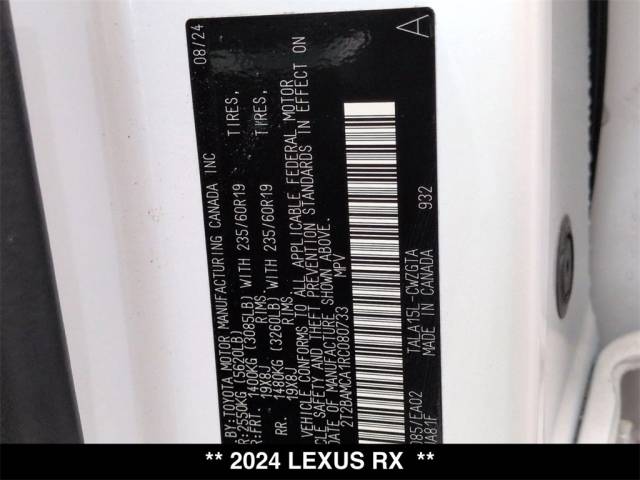 BY:TOYOTA MOTOR MANUFACTURING CANADA INC 08/24
2550KG (5620LB)
FRT. 1400KG (3085LB) WITH 235/60R19 TIRES,
19X8J RIMS.
RR. 1480KG (3260LB) WITH 235/60R19 TIRES,
19X8J RIMS
VEHICLE CONFORMS TO ALL APPLICABLE FEDERAL MOTOR
SAFETY AND THEFT PREVENTION STANDARDS IN EFFECT ON
DATE OF MANUFACTURE SHOWN ABOVE.
2T2BAMCA1RC080733 MPV
A
TALA15L-CWZGTA 932
MADE IN CANADA
** 2024 LEXUS RX **